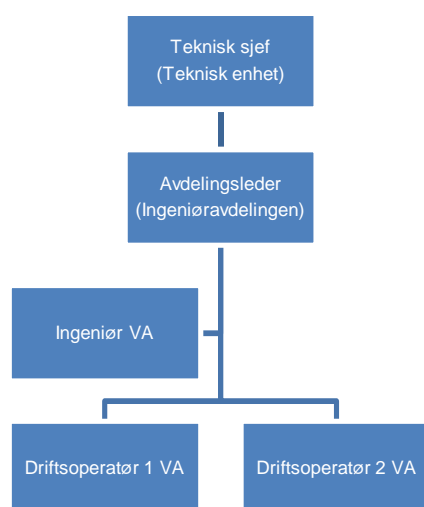 Teknisk sjef
(Teknisk enhet)
Avdelingsleder
(Ingeniøravdelingen)
Ingeniør VA
Driftsoperatør 1 VA
Driftsoperatør 2 VA